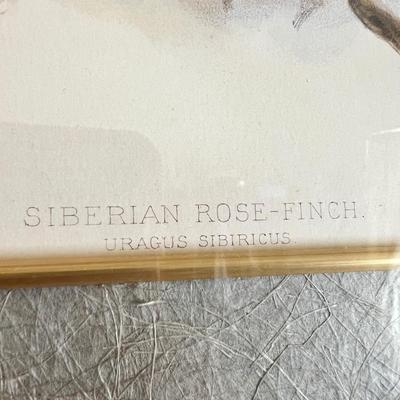 SIBERIAN ROSE-FINCH.
URAGUS SIBIRICUS.